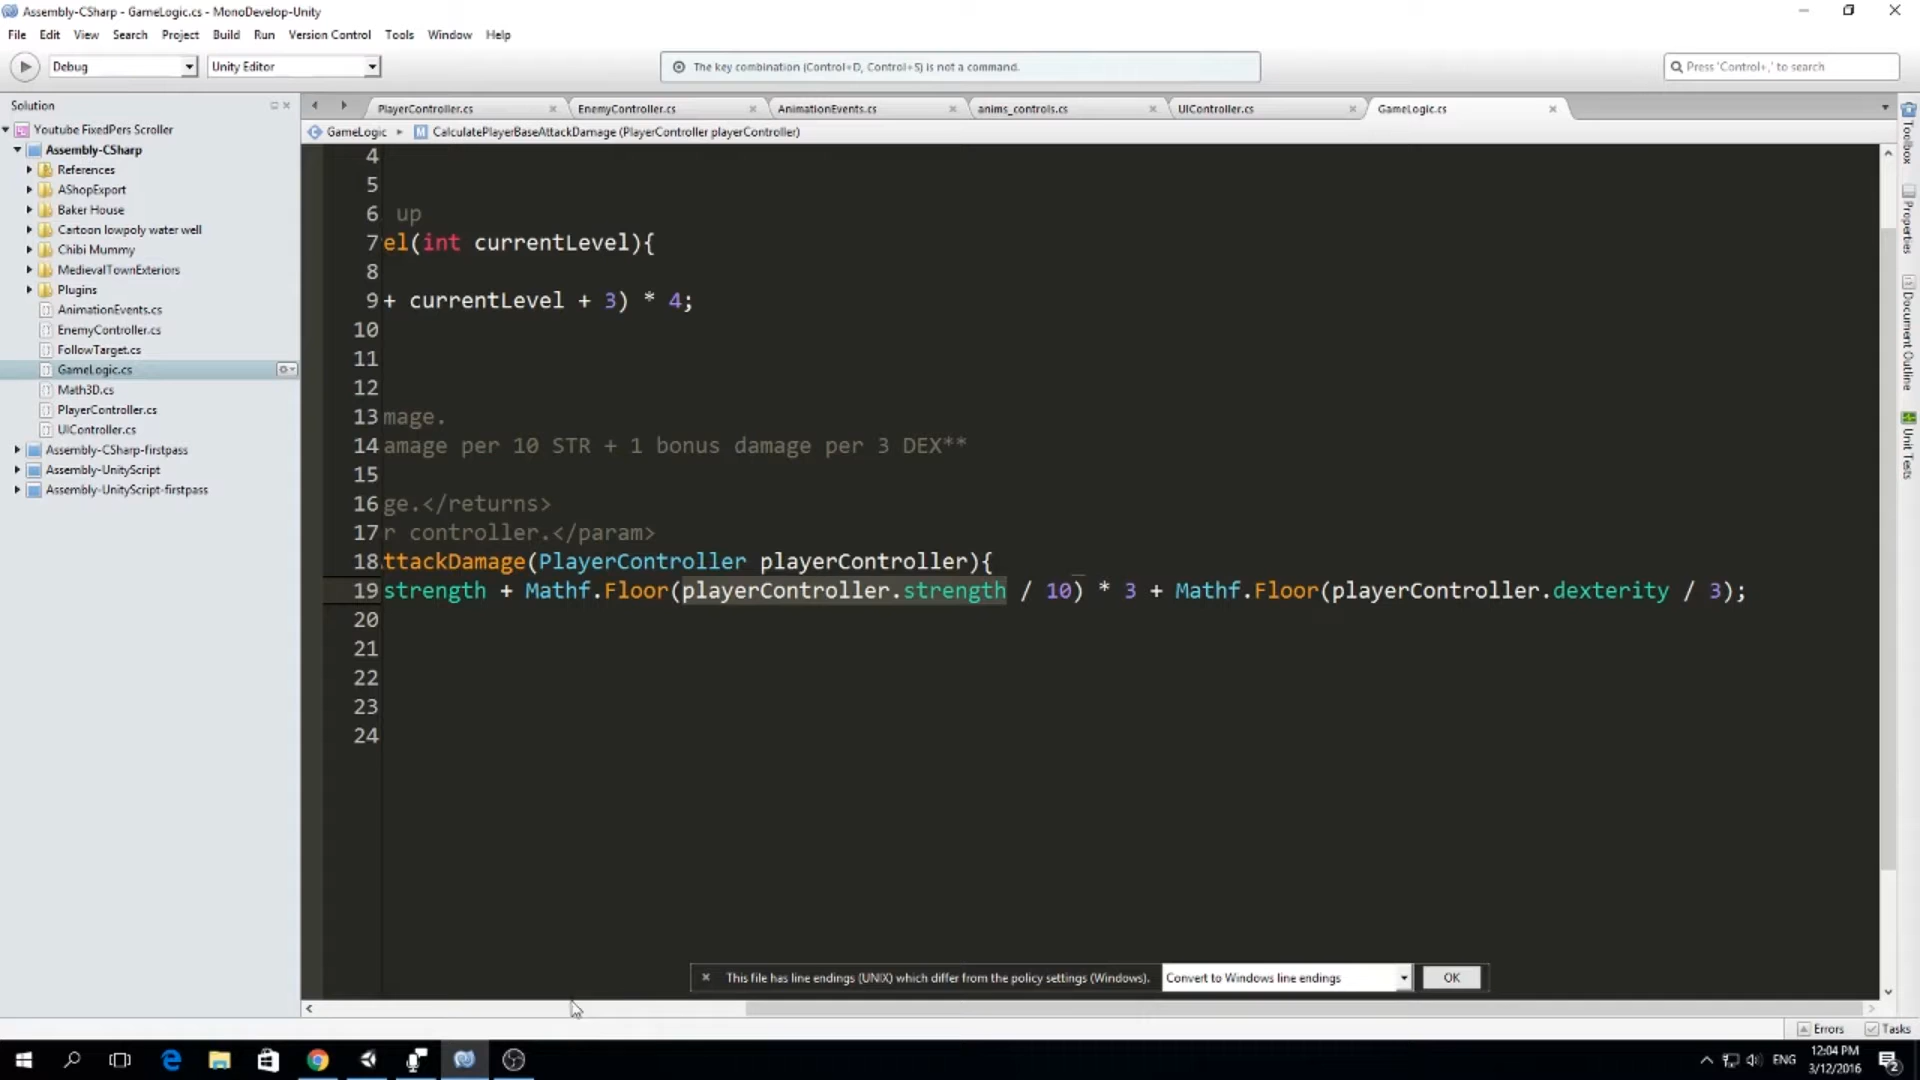 Assembly-CSharp - GameLogic.cs - MonoDevelop-Unity
File Edit View Search Project Build Run Version Control Tools Window Help
Debug Unity Editor The key combination (Control+D, Control+S) is not a command. Press 'Control+,' to search
Solution
Youtube FixedPers Scroller
Assembly-CSharp
References
AShopExport
Baker House
Cartoon lowpoly water well
Chibi Mummy
MedievalTownExteriors
Plugins
AnimationEvents.cs
EnemyController.cs
FollowTarget.cs
GameLogic.cs
Math3D.cs
PlayerController.cs
UIController.cs
Assembly-CSharp-firstpass
Assembly-UnityScript
Assembly-UnityScript-firstpass
PlayerController.cs EnemyController.cs AnimationEvents.cs anims_controls.cs UIController.cs GameLogic.cs
GameLogic CalculatePlayerBaseAttackDamage (PlayerController playerController)
4
5
6 up
7 el(int currentLevel){
8
9 + currentLevel + 3) * 4;
10
11
12
13 mage.
14 amage per 10 STR + 1 bonus damage per 3 DEX**
15
16 ge.</returns>
17 r controller.</param>
18 ttackDamage(PlayerController playerController){
19 strength + Mathf.Floor(playerController.strength / 10) * 3 + Mathf.Floor(playerController.dexterity / 3);
20
21
22
23
24
Toolbox
Properties
Document Outline
Unit Tests
This file has line endings (UNIX) which differ from the policy settings (Windows). Convert to Windows line endings OK
Errors Tasks
ENG
12:04 PM
3/12/2016
2